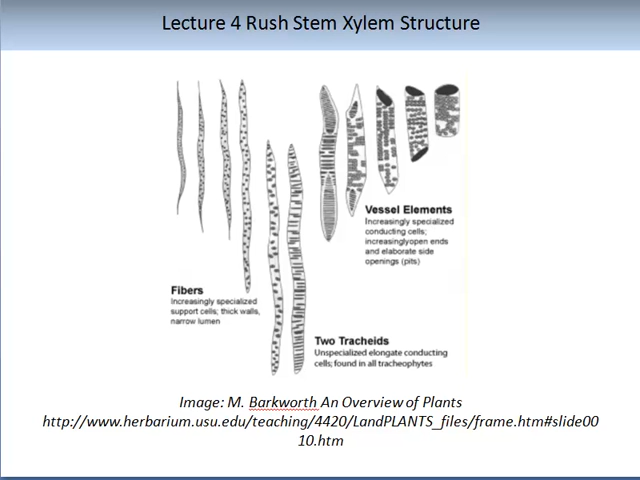 Lecture 4 Rush Stem Xylem Structure
Vessel Elements
Increasingly specialized
conducting cells;
increasinglyopen ends
and elaborate side
openings (pits)
Fibers
Increasingly specialized
support cells; thick walls,
narrow lumen
Two Tracheids
Unspecialized elongate conducting
cells; found in all tracheophytes
Image: M. Barkworth An Overview of Plants
http://www.herbarium.usu.edu/teaching/4420/LandPLANTS_files/frame.htm#slide00
10.htm